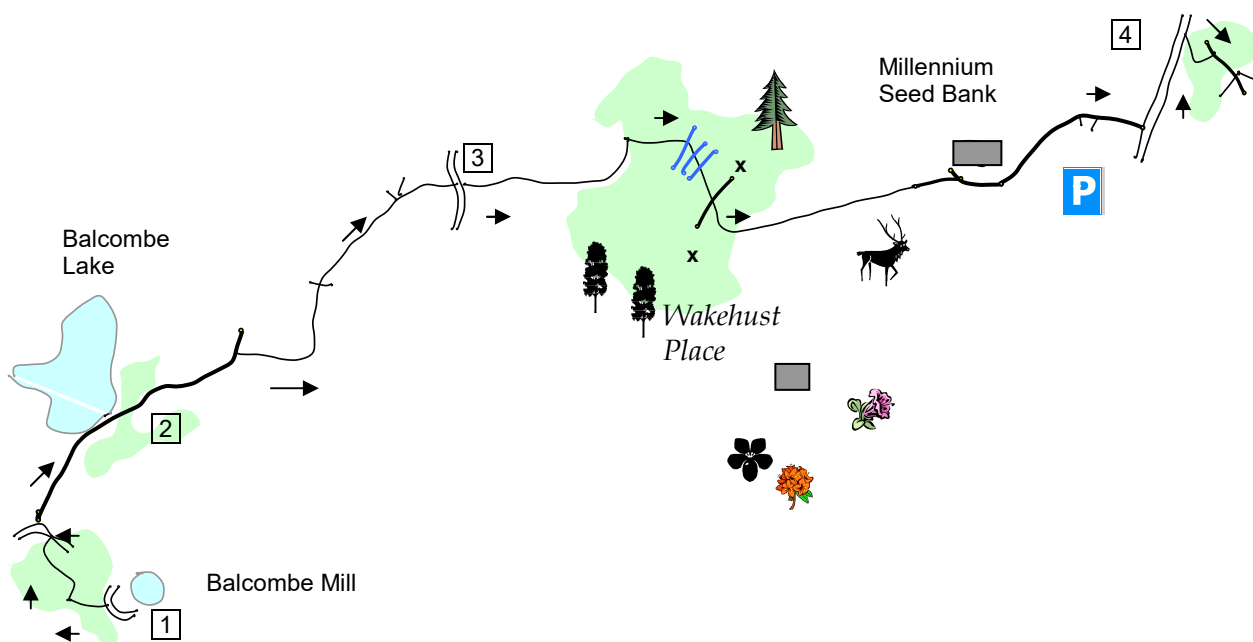 4
Millennium
Seed Bank
3
x
P
Balcombe
Lake
x
Wakehust
Place
2
Balcombe Mill
1